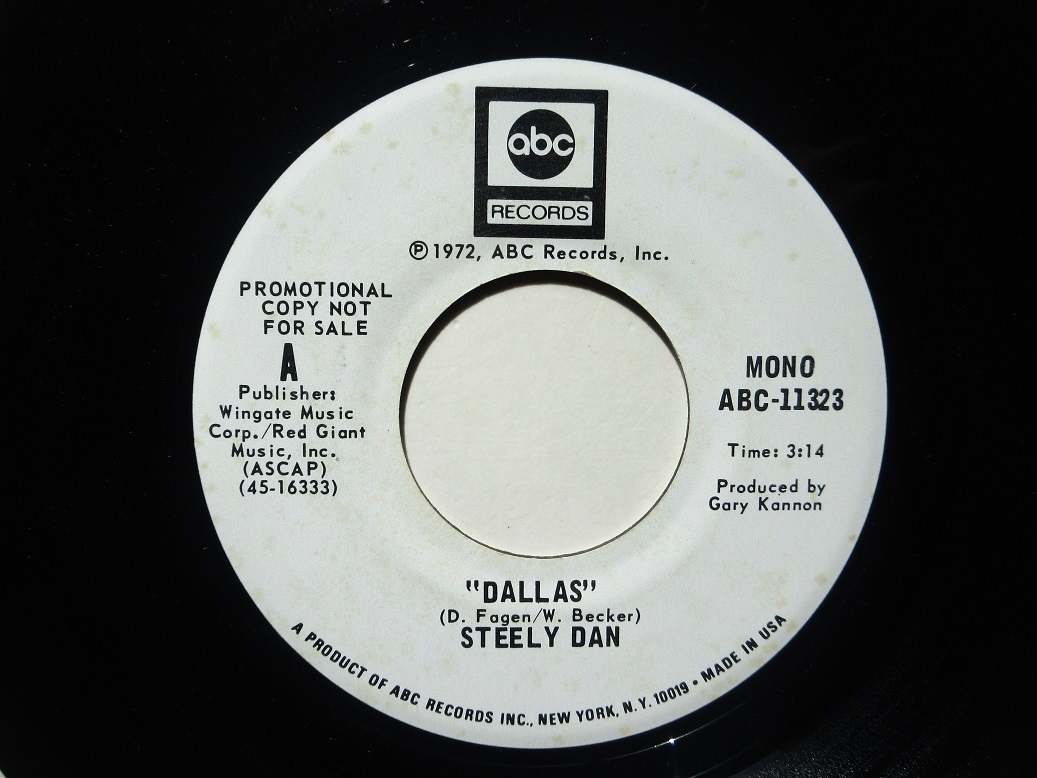 abc
RECORDS
Ⓟ1972, ABC Records, Inc.
PROMOTIONAL
COPY NOT
FOR SALE
A
Publisher:
Wingate Music
Corp./Red Giant
Music, Inc.
(ASCAP)
(45-16333)
MONO
ABC-11323
Time: 3:14
Produced by
Gary Kannon
"DALLAS"
(D. Fagen/W. Becker)
STEELY DAN
A PRODUCT OF ABC RECORDS INC., NEW YORK, N.Y. 10019 • MADE IN USA